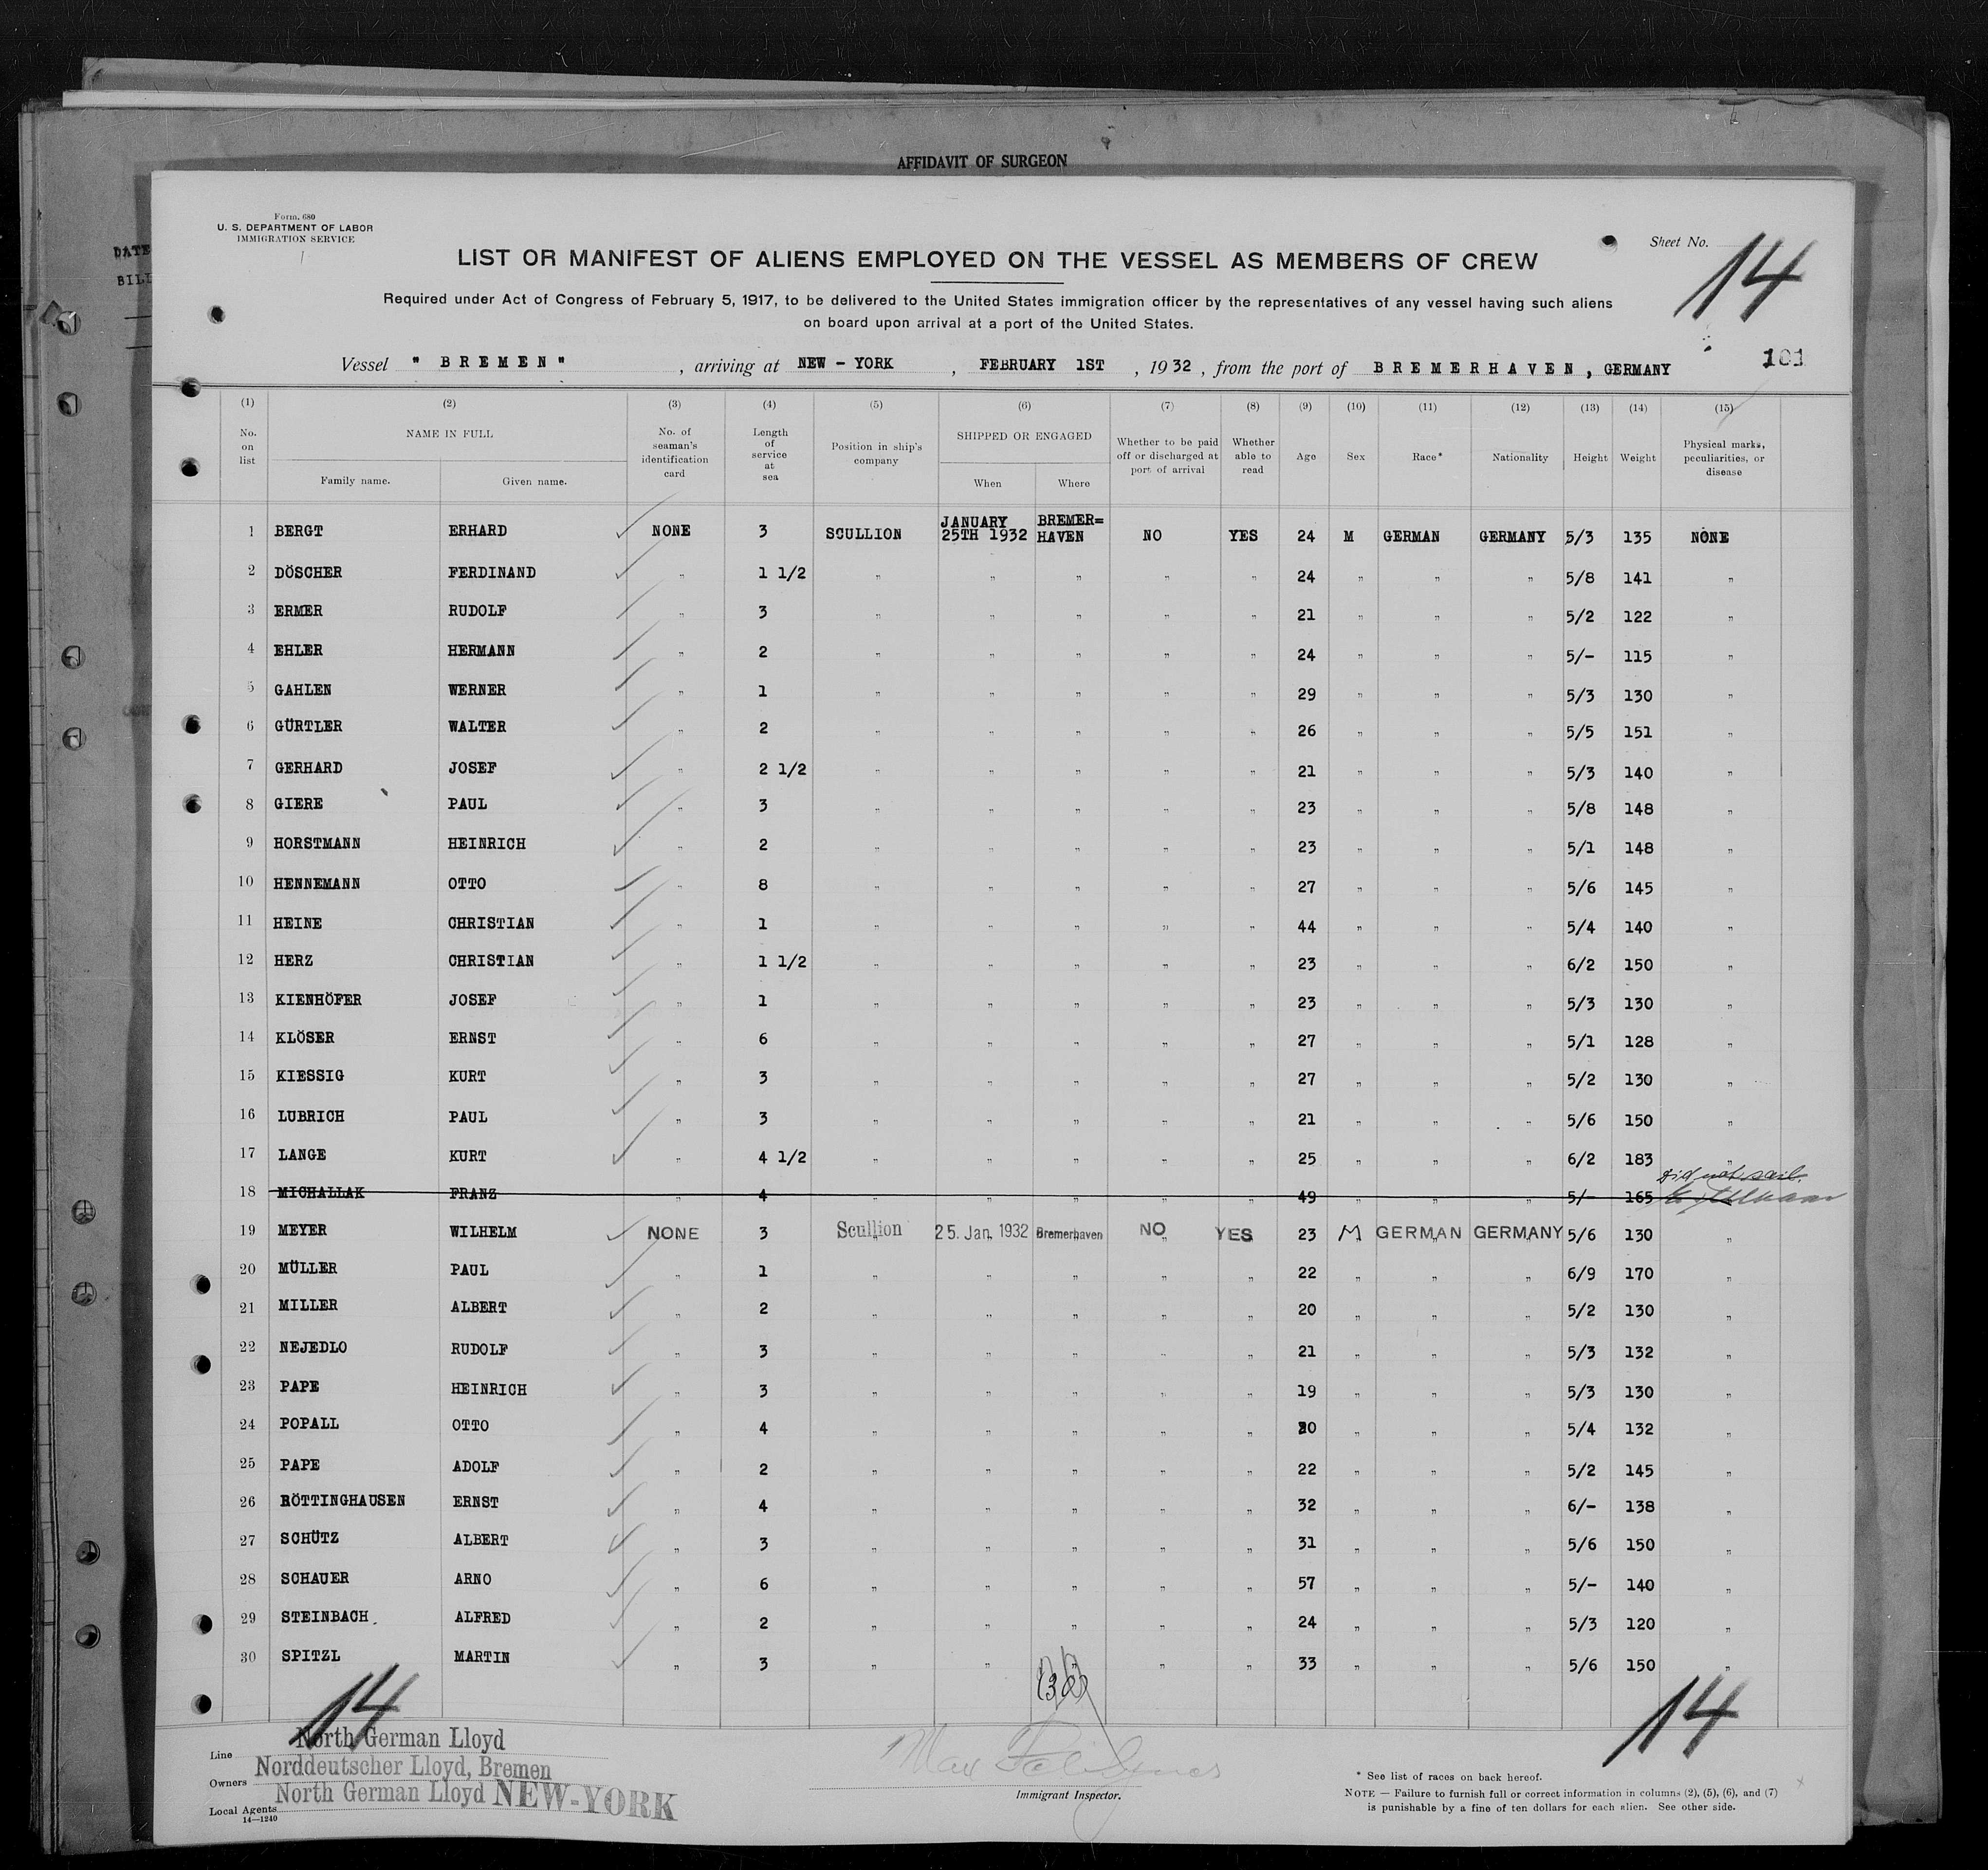 AFFIDAVIT OF SURGEON
DATE
BILL
Form. 680
U. S. DEPARTMENT OF LABOR
IMMIGRATION SERVICE
Sheet No. 14
LIST OR MANIFEST OF ALIENS EMPLOYED ON THE VESSEL AS MEMBERS OF CREW
Required under Act of Congress of February 5, 1917, to be delivered to the United States immigration officer by the representatives of any vessel having such aliens
on board upon arrival at a port of the United States.
Vessel " BREMEN " , arriving at NEW - YORK , FEBRUARY 1ST , 1932 , from the port of BREMERHAVEN, GERMANY 101
(1) (2) (3) (4) (5) (6) (7) (8) (9) (10) (11) (12) (13) (14) (15)
No. on list NAME IN FULL Family name. Given name. No. of seaman's identification card Length of service at sea Position in ship's company SHIPPED OR ENGAGED When Where Whether to be paid off or discharged at port of arrival Whether able to read Age Sex Race* Nationality Height Weight Physical marks, peculiarities, or disease
1 BERGT ERHARD NONE 3 SCULLION JANUARY 25TH 1932 BREMER= HAVEN NO YES 24 M GERMAN GERMANY 5/3 135 NONE
2 DÖSCHER FERDINAND " 1 1/2 " " " " " 24 " " " 5/8 141 "
3 ERMER RUDOLF " 3 " " " " " 21 " " " 5/2 122 "
4 EHLER HERMANN " 2 " " " " " 24 " " " 5/- 115 "
5 GAHLEN WERNER " 1 " " " " " 29 " " " 5/3 130 "
6 GÜRTLER WALTER " 2 " " " " " 26 " " " 5/5 151 "
7 GERHARD JOSEF " 2 1/2 " " " " " 21 " " " 5/3 140 "
8 GIERE PAUL " 3 " " " " " 23 " " " 5/8 148 "
9 HORSTMANN HEINRICH " 2 " " " " " 23 " " " 5/1 148 "
10 HENNEMANN OTTO " 8 " " " " " 27 " " " 5/6 145 "
11 HEINE CHRISTIAN " 1 " " " " " 44 " " " 5/4 140 "
12 HERZ CHRISTIAN " 1 1/2 " " " " " 23 " " " 6/2 150 "
13 KIENHÖFER JOSEF " 1 " " " " " 23 " " " 5/3 130 "
14 KLÖSER ERNST " 6 " " " " " 27 " " " 5/1 128 "
15 KIESSIG KURT " 3 " " " " " 27 " " " 5/2 130 "
16 LUBRICH PAUL " 3 " " " " " 21 " " " 5/6 150 "
17 LANGE KURT " 4 1/2 " " " " " 25 " " " 6/2 183 "
Did not sail.
18 MICHALLAK FRANZ " 4 " " " " " 49 " " " 5/- 165
19 MEYER WILHELM NONE 3 Scullion 25. Jan. 1932 Bremerhaven NO YES 23 M GERMAN GERMANY 5/6 130 "
20 MÜLLER PAUL " 1 " " " " " 22 " " " 6/9 170 "
21 MILLER ALBERT " 2 " " " " " 20 " " " 5/2 130 "
22 NEJEDLO RUDOLF " 3 " " " " " 21 " " " 5/3 132 "
23 PAPE HEINRICH " 3 " " " " " 19 " " " 5/3 130 "
24 POPALL OTTO " 4 " " " " " 20 " " " 5/4 132 "
25 PAPE ADOLF " 2 " " " " " 22 " " " 5/2 145 "
26 RÖTTINGHAUSEN ERNST " 4 " " " " " 32 " " " 6/- 138 "
27 SCHÜTZ ALBERT " 3 " " " " " 31 " " " 5/6 150 "
28 SCHAUER ARNO " 6 " " " " " 57 " " " 5/- 140 "
29 STEINBACH ALFRED " 2 " " " " " 24 " " " 5/3 120 "
30 SPITZL MARTIN " 3 " " " " " 33 " " " 5/6 150 "
14 14
Line North German Lloyd
Owners Norddeutscher Lloyd, Bremen
Local Agents North German Lloyd NEW-YORK
14—1240
Max
Immigrant Inspector.
* See list of races on back hereof.
NOTE — Failure to furnish full or correct information in columns (2), (5), (6), and (7)
is punishable by a fine of ten dollars for each alien. See other side.